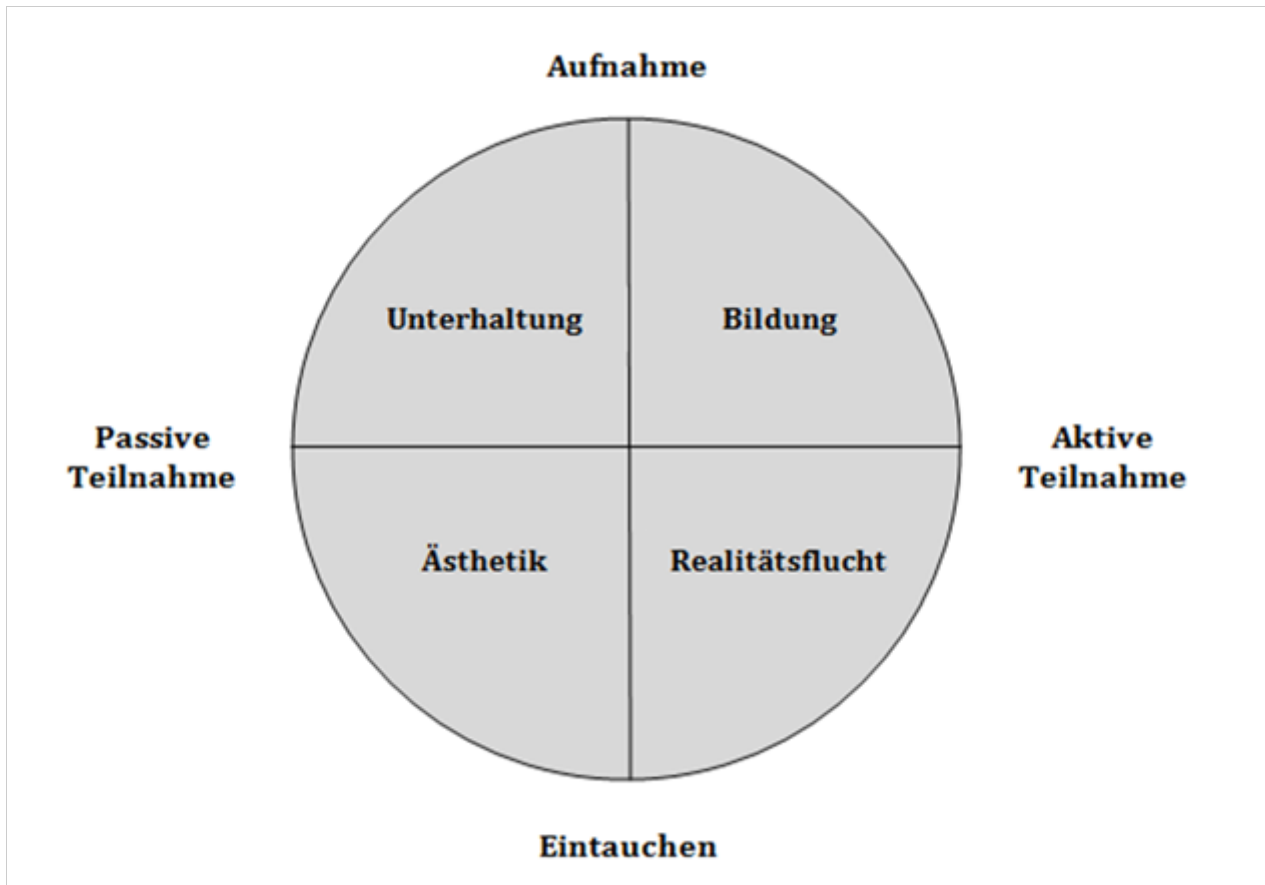 Aufnahme
Unterhaltung
Bildung
Passive
Teilnahme
Aktive
Teilnahme
Ästhetik
Realitätsflucht
Eintauchen